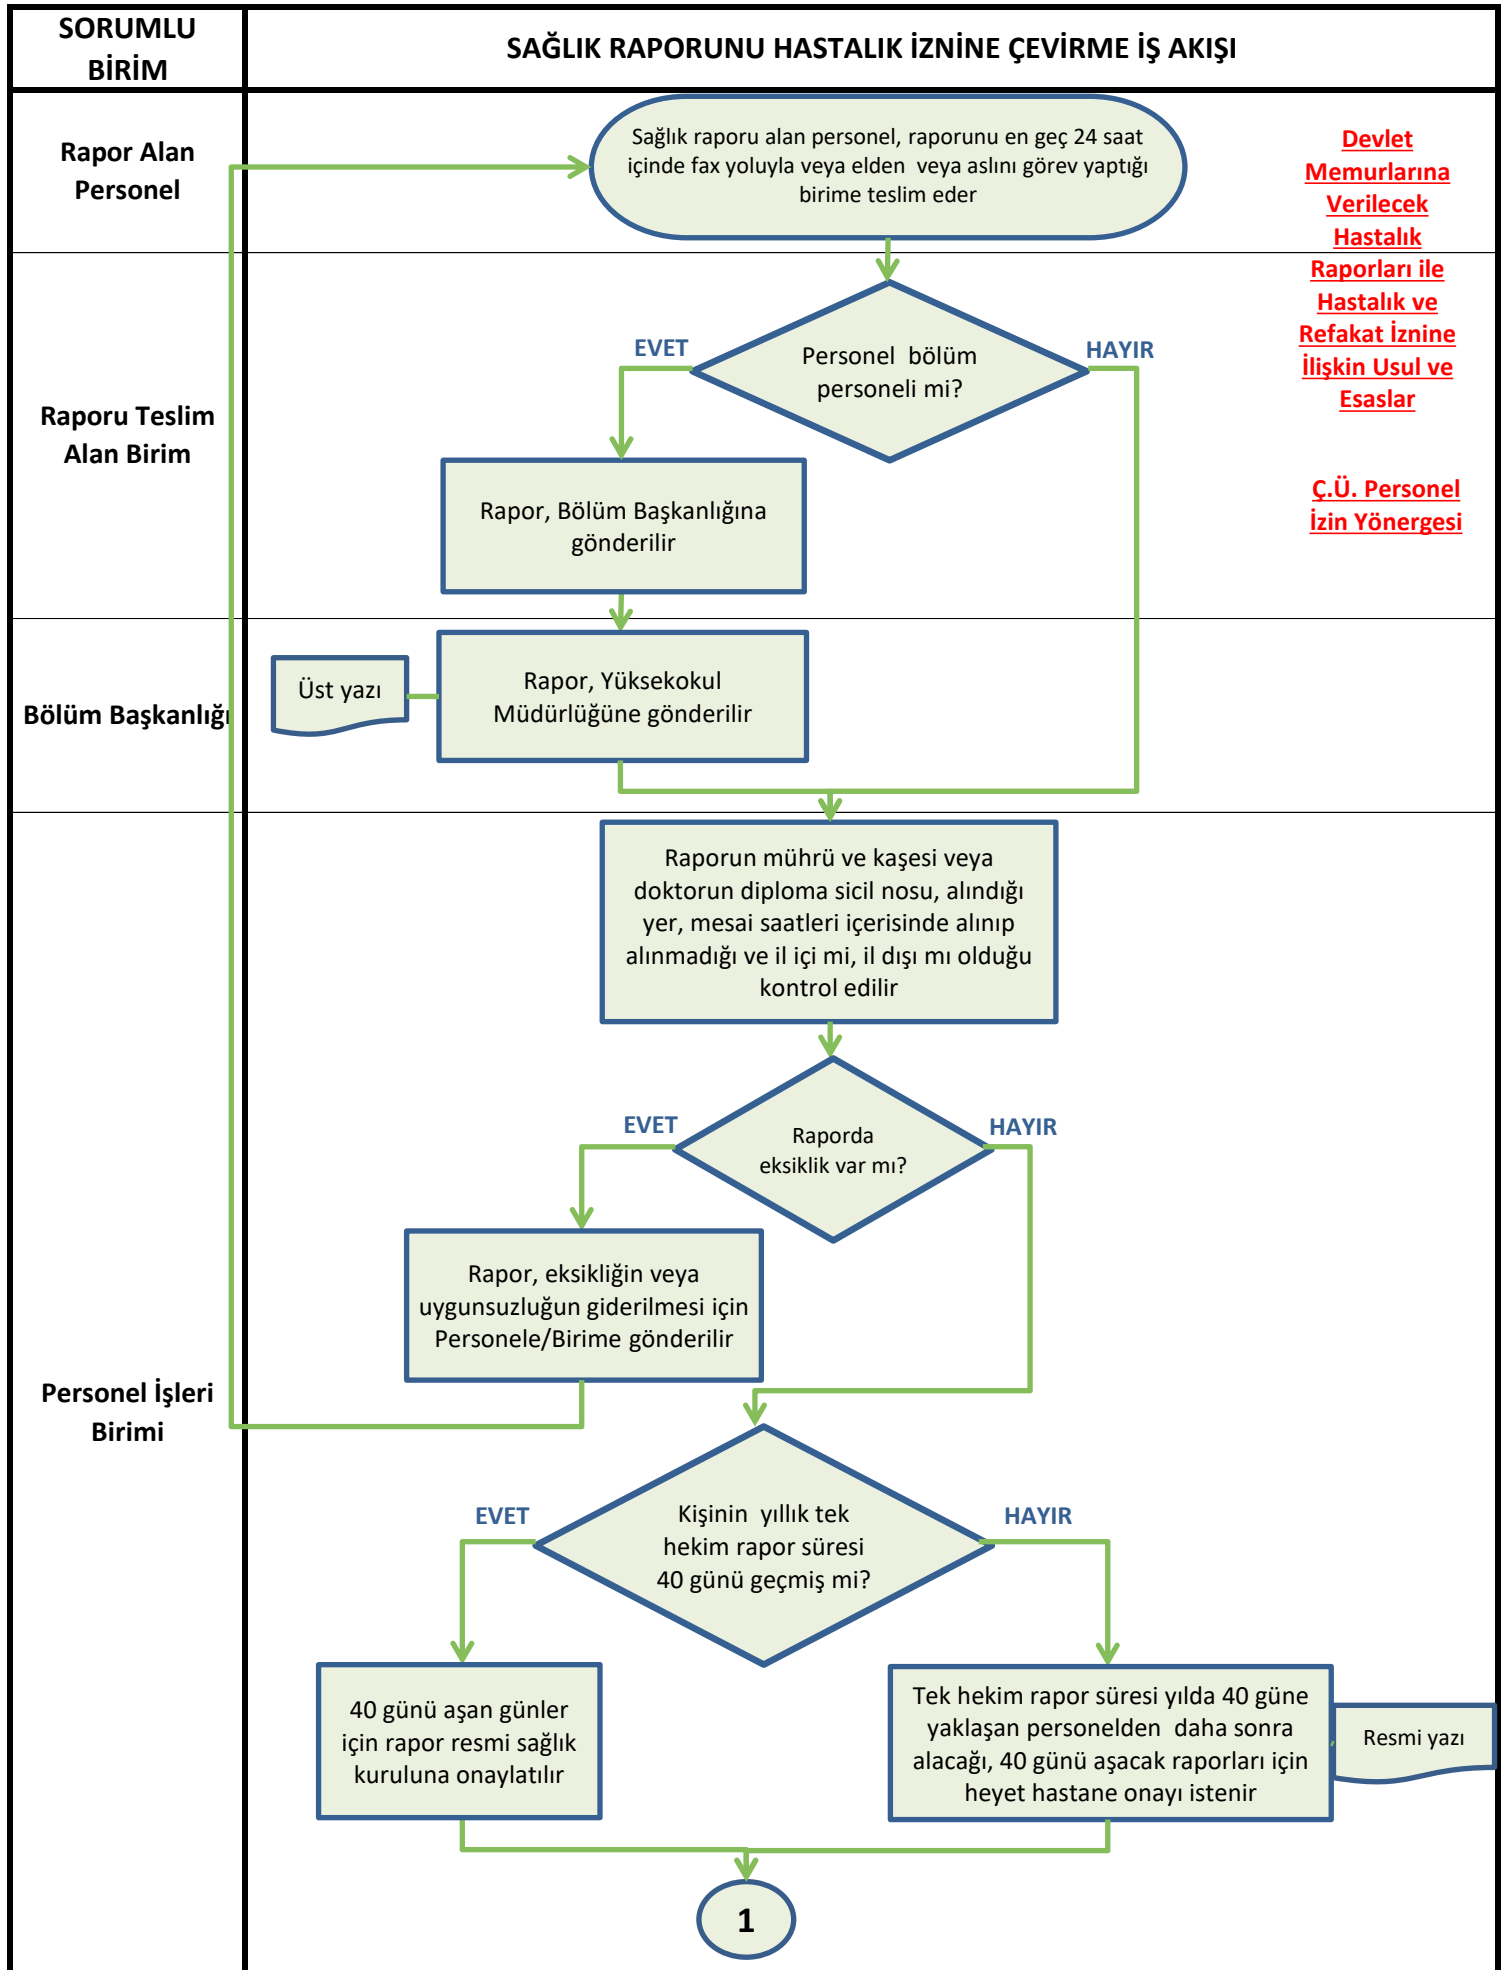 SORUMLU
BİRİM
SAĞLIK RAPORUNU HASTALIK İZNİNE ÇEVİRME İŞ AKIŞI
Rapor Alan
Personel
Sağlık raporu alan personel, raporunu en geç 24 saat
içinde fax yoluyla veya elden veya aslını görev yaptığı
birime teslim eder
Devlet
Memurlarına
Verilecek
Hastalık
Raporları ile
Hastalık ve
Refakat İznine
İlişkin Usul ve
Esaslar
Ç.Ü. Personel
İzin Yönergesi
Raporu Teslim
Alan Birim
EVET
Personel bölüm
personeli mi?
HAYIR
Rapor, Bölüm Başkanlığına
gönderilir
Bölüm Başkanlığı
Üst yazı
Rapor, Yüksekokul
Müdürlüğüne gönderilir
Raporun mührü ve kaşesi veya
doktorun diploma sicil nosu, alındığı
yer, mesai saatleri içerisinde alınıp
alınmadığı ve il içi mi, il dışı mı olduğu
kontrol edilir
EVET
Raporda
eksiklik var mı?
HAYIR
Rapor, eksikliğin veya
uygunsuzluğun giderilmesi için
Personele/Birime gönderilir
Personel İşleri
Birimi
EVET
Kişinin yıllık tek
hekim rapor süresi
40 günü geçmiş mi?
HAYIR
40 günü aşan günler
için rapor resmi sağlık
kuruluna onaylatılır
Tek hekim rapor süresi yılda 40 güne
yaklaşan personelden daha sonra
alacağı, 40 günü aşacak raporları için
heyet hastane onayı istenir
Resmi yazı
1